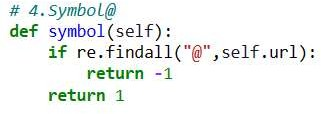 # 4.Symbol@
def symbol(self):
    if re.findall("@",self.url):
        return -1
    return 1